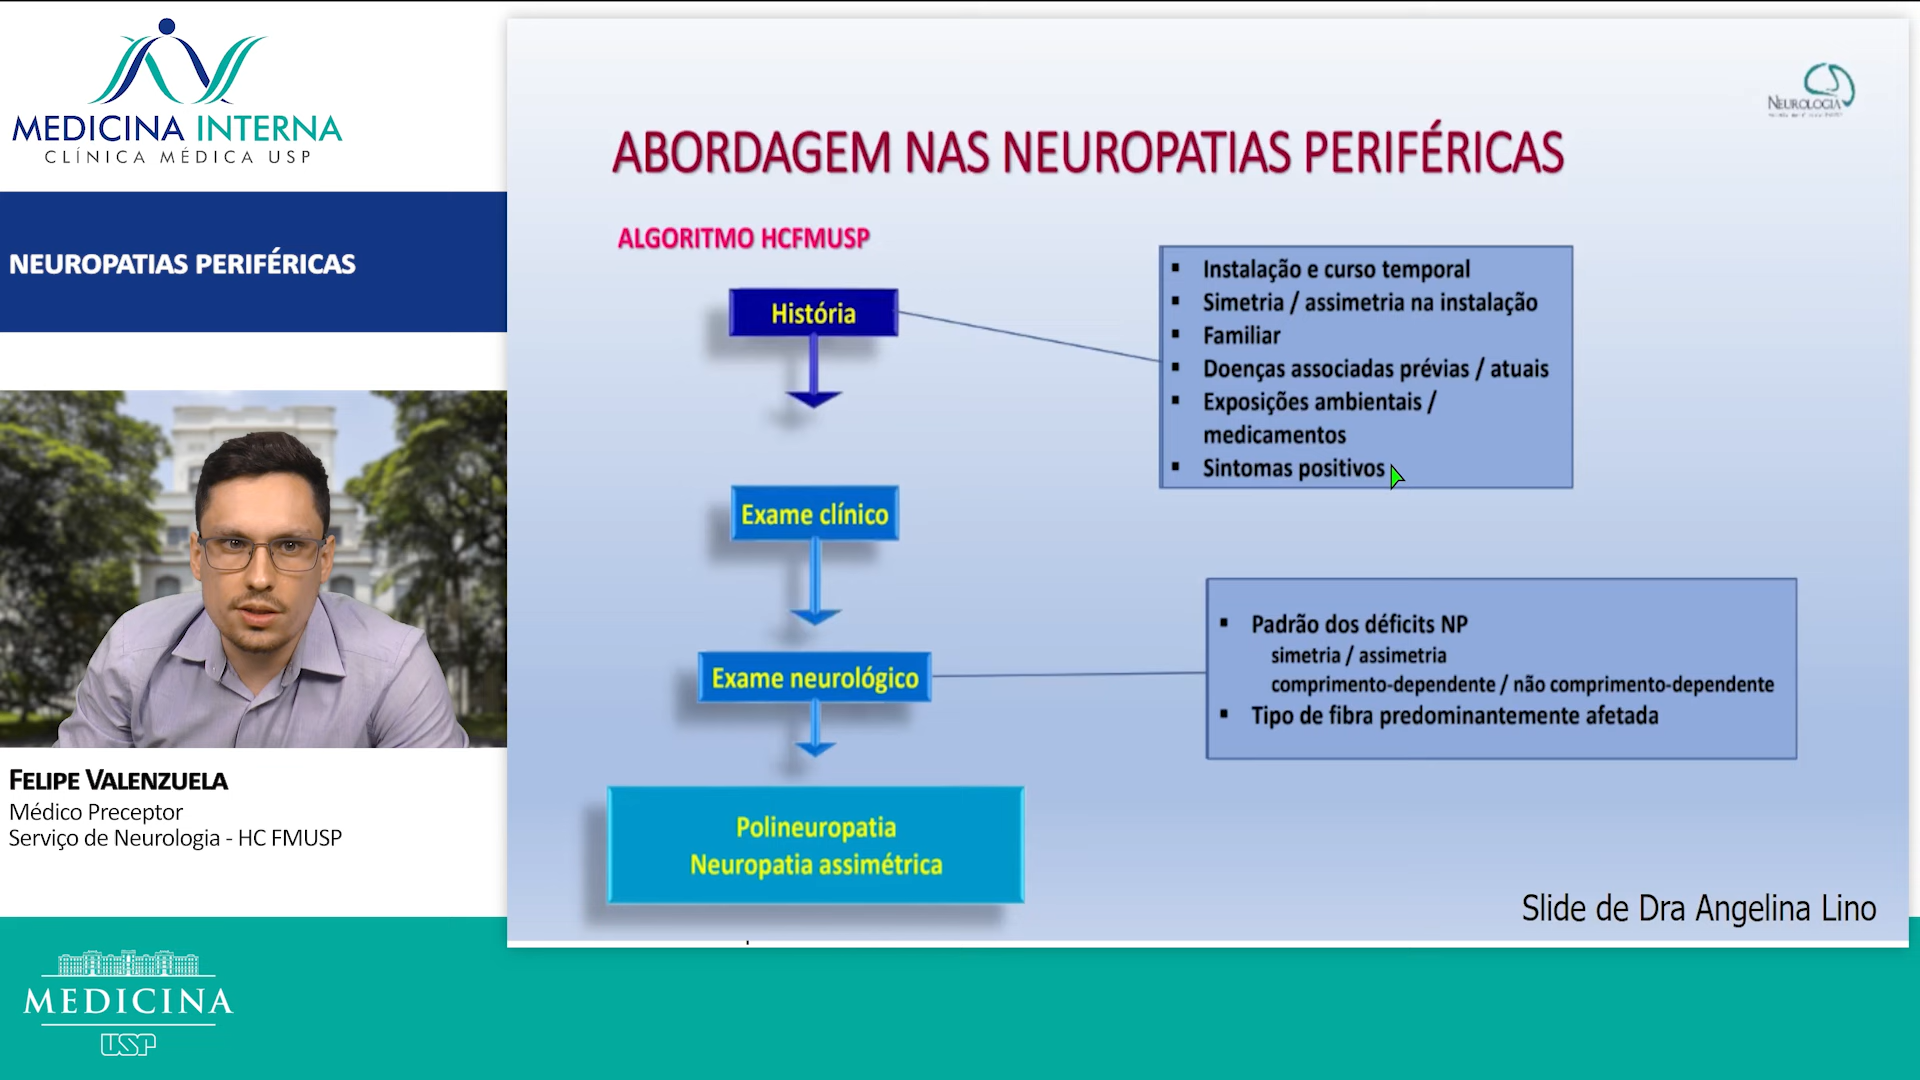 MEDICINA INTERNA
CLÍNICA MÉDICA USP
NEUROPATIAS PERIFÉRICAS
FELIPE VALENZUELA
Médico Preceptor
Serviço de Neurologia - HC FMUSP
MEDICINA
USP
NEUROLOGIA
ABORDAGEM NAS NEUROPATIAS PERIFÉRICAS
ALGORITMO HCFMUSP
História
▪ Instalação e curso temporal
▪ Simetria / assimetria na instalação
▪ Familiar
▪ Doenças associadas prévias / atuais
▪ Exposições ambientais /
medicamentos
▪ Sintomas positivos
Exame clínico
Exame neurológico
▪ Padrão dos déficits NP
simetria / assimetria
comprimento-dependente / não comprimento-dependente
▪ Tipo de fibra predominantemente afetada
Polineuropatia
Neuropatia assimétrica
Slide de Dra Angelina Lino